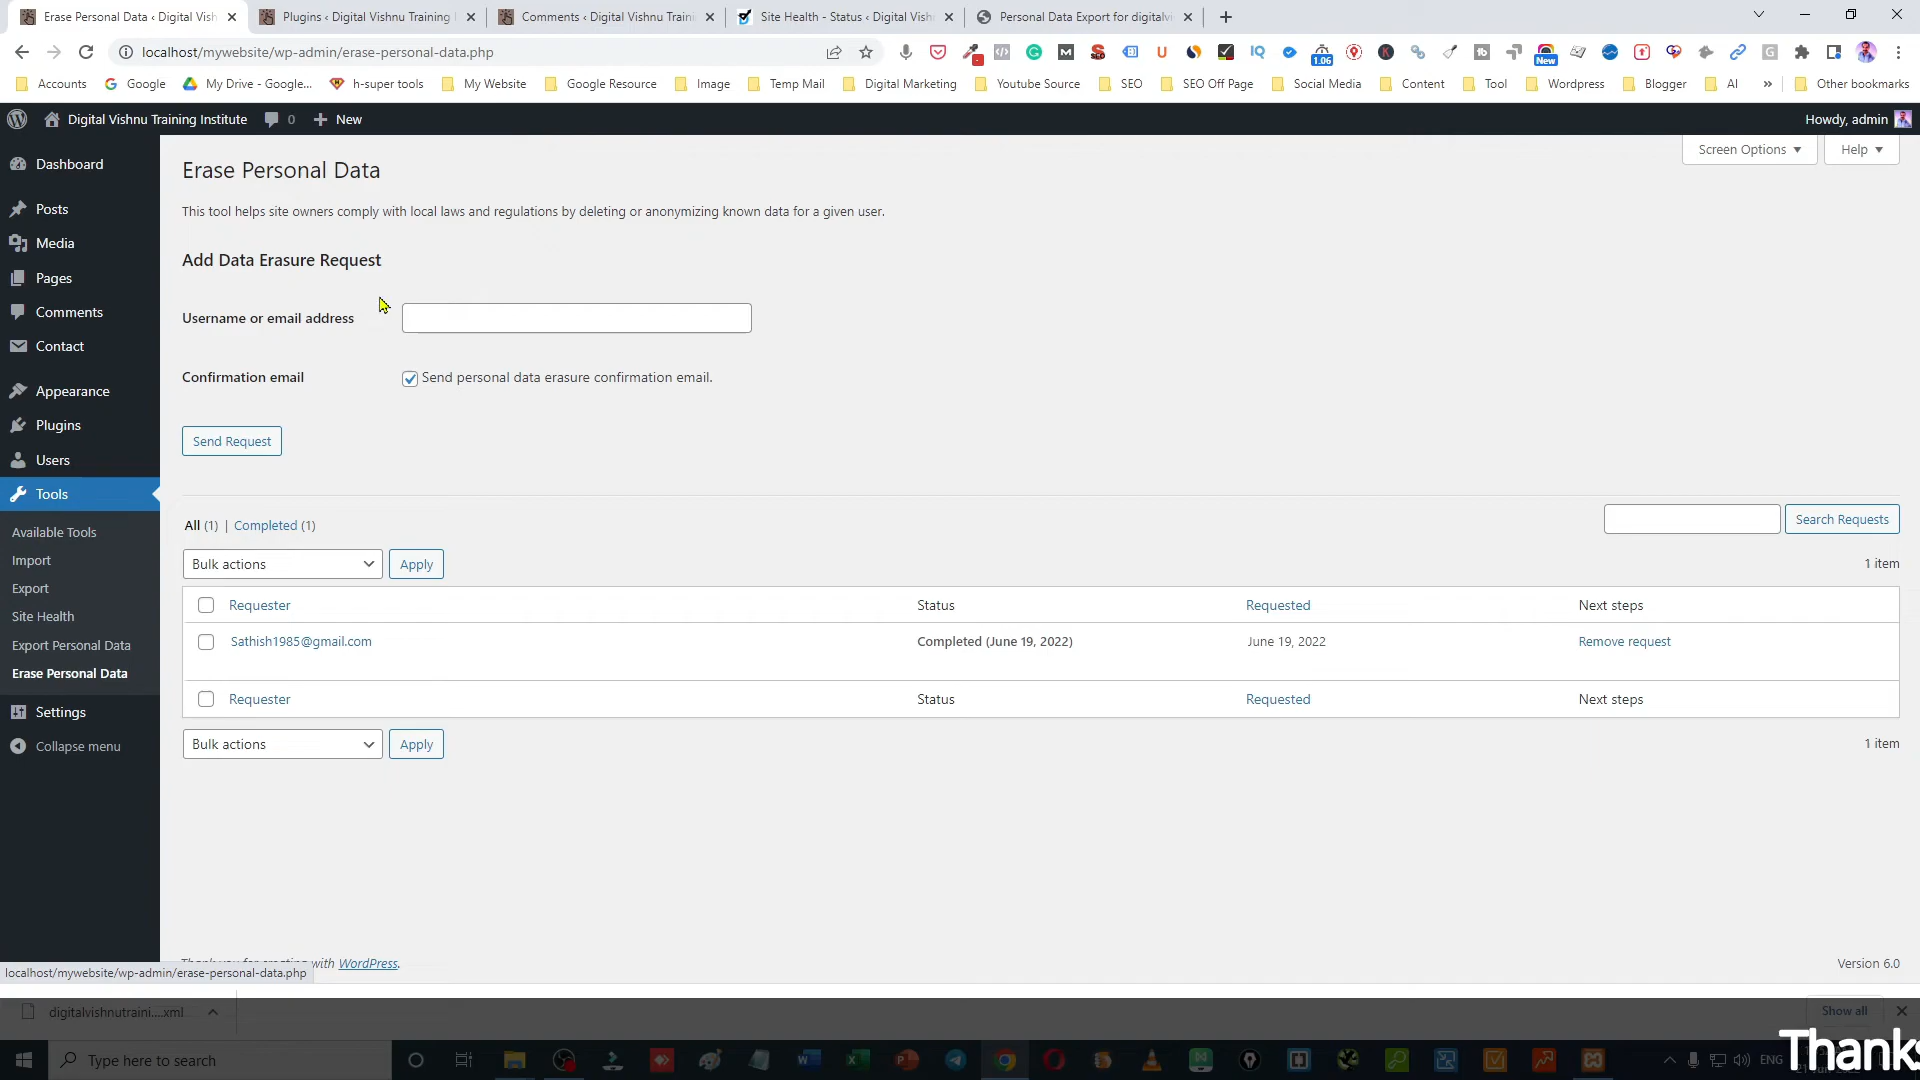 Erase Personal Data ‹ Digital Vish
Plugins ‹ Digital Vishnu Training
Comments ‹ Digital Vishnu Traini
Site Health - Status ‹ Digital Vish
Personal Data Export for digitalvi
localhost/mywebsite/wp-admin/erase-personal-data.php
1.06
New
Accounts
Google
My Drive - Google...
h-super tools
My Website
Google Resource
Image
Temp Mail
Digital Marketing
Youtube Source
SEO
SEO Off Page
Social Media
Content
Tool
Wordpress
Blogger
AI
»
Other bookmarks
Digital Vishnu Training Institute
0
New
Howdy, admin
Dashboard
Posts
Media
Pages
Comments
Contact
Appearance
Plugins
Users
Tools
Available Tools
Import
Export
Site Health
Export Personal Data
Erase Personal Data
Settings
Collapse menu
Screen Options
Help
Erase Personal Data
This tool helps site owners comply with local laws and regulations by deleting or anonymizing known data for a given user.
Add Data Erasure Request
Username or email address
Confirmation email
Send personal data erasure confirmation email.
Send Request
All (1) | Completed (1)
Search Requests
Bulk actions
Apply
1 item
Requester Status Requested Next steps
Sathish1985@gmail.com Completed (June 19, 2022) June 19, 2022 Remove request
Requester Status Requested Next steps
Bulk actions
Apply
1 item
with WordPress.
Version 6.0
localhost/mywebsite/wp-admin/erase-personal-data.php
digitalvishnutraini....xml
Show all
Type here to search
ENG
Thanks